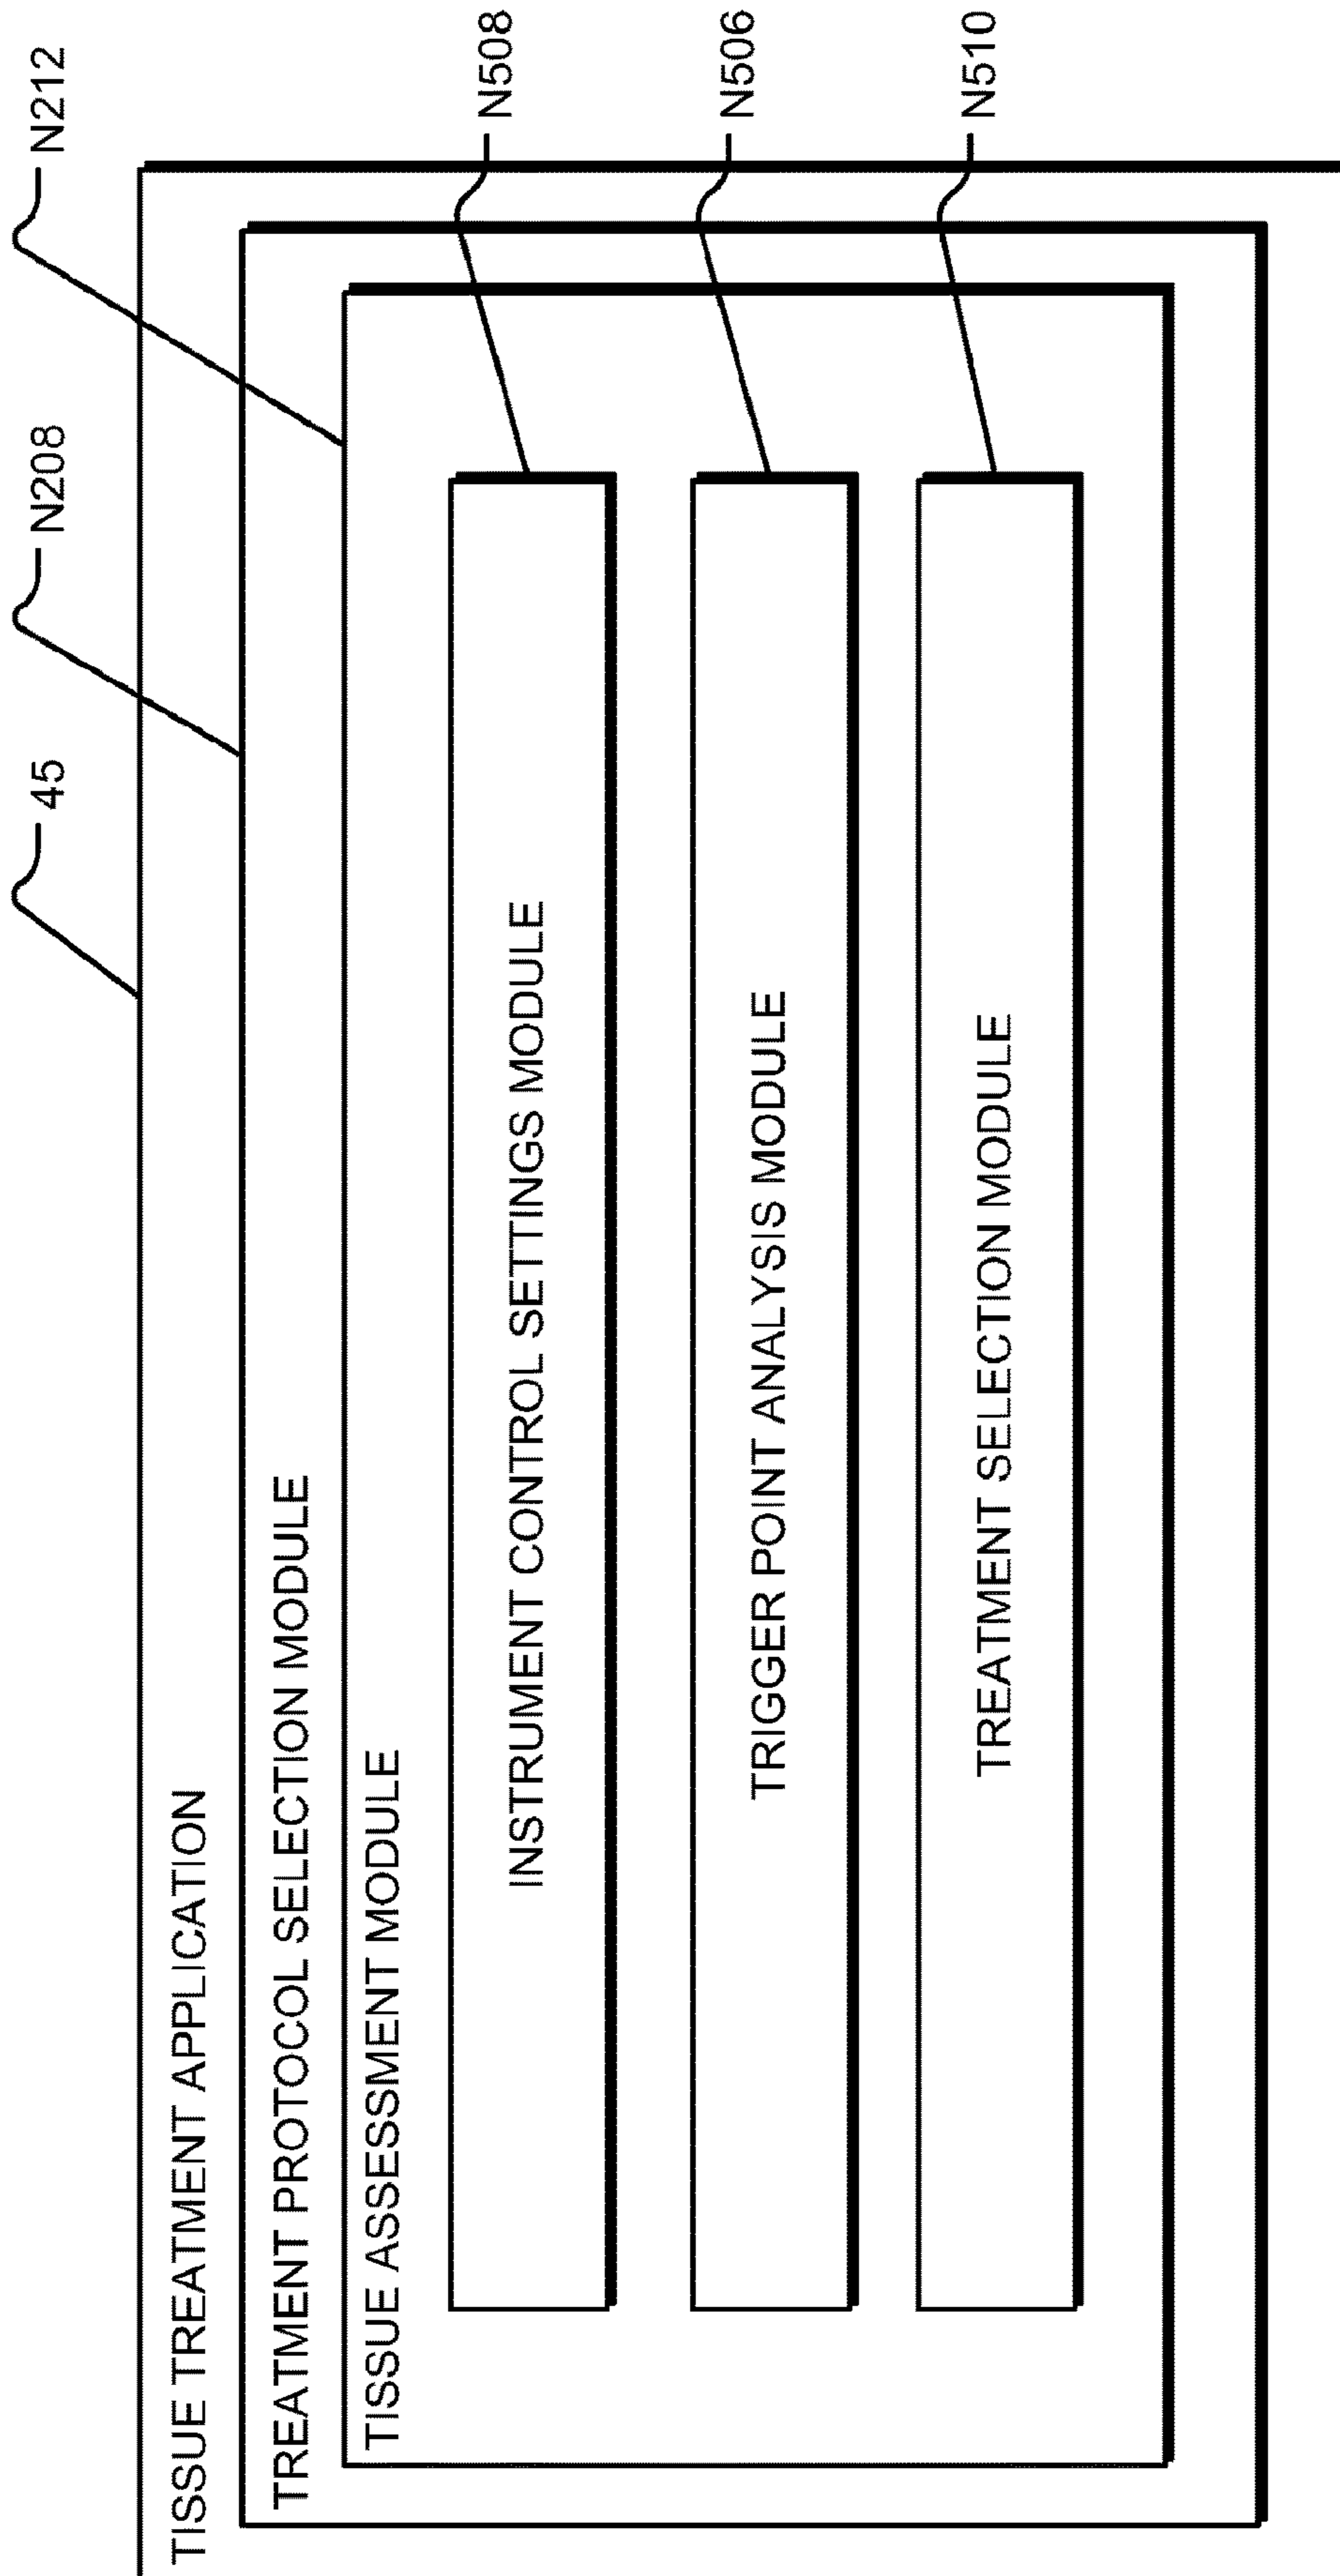 45
N208
N212
TISSUE TREATMENT APPLICATION
TREATMENT PROTOCOL SELECTION MODULE
TISSUE ASSESSMENT MODULE
INSTRUMENT CONTROL SETTINGS MODULE
N508
TRIGGER POINT ANALYSIS MODULE
N506
TREATMENT SELECTION MODULE
N510